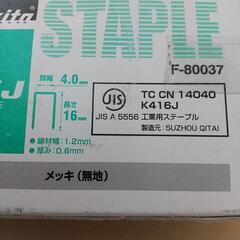 STAPLE
F-80037
J
肩幅 4.0mm
長さ 16mm
JIS
TC CN 14040
K416J
JIS A 5556 工業用ステープル
製造元：SUZHOU QITAI
●線材幅：1.2mm
●厚み：0.6mm
メッキ（無地）